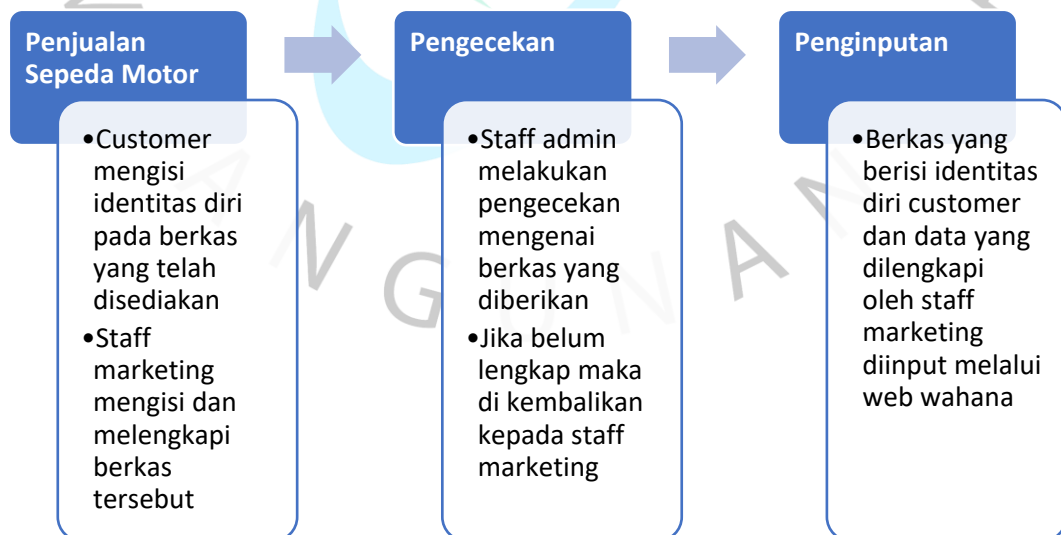 Penjualan
Sepeda Motor
•Customer
mengisi
identitas diri
pada berkas
yang telah
disediakan
•Staff
marketing
mengisi dan
melengkapi
berkas
tersebut
Pengecekan
•Staff admin
melakukan
pengecekan
mengenai
berkas yang
diberikan
•Jika belum
lengkap maka
di kembalikan
kepada staff
marketing
Penginputan
•Berkas yang
berisi identitas
diri customer
dan data yang
dilengkapi
oleh staff
marketing
diinput melalui
web wahana
A N G U N A N